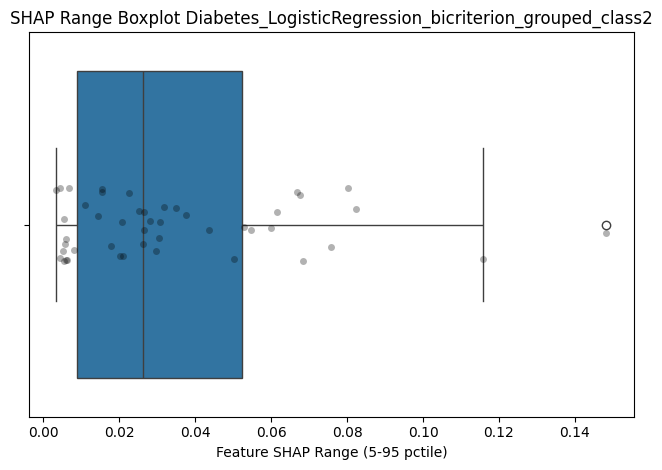 SHAP Range Boxplot Diabetes_LogisticRegression_bicriterion_grouped_class2
0.00 0.02 0.04 0.06 0.08 0.10 0.12 0.14
Feature SHAP Range (5-95 pctile)